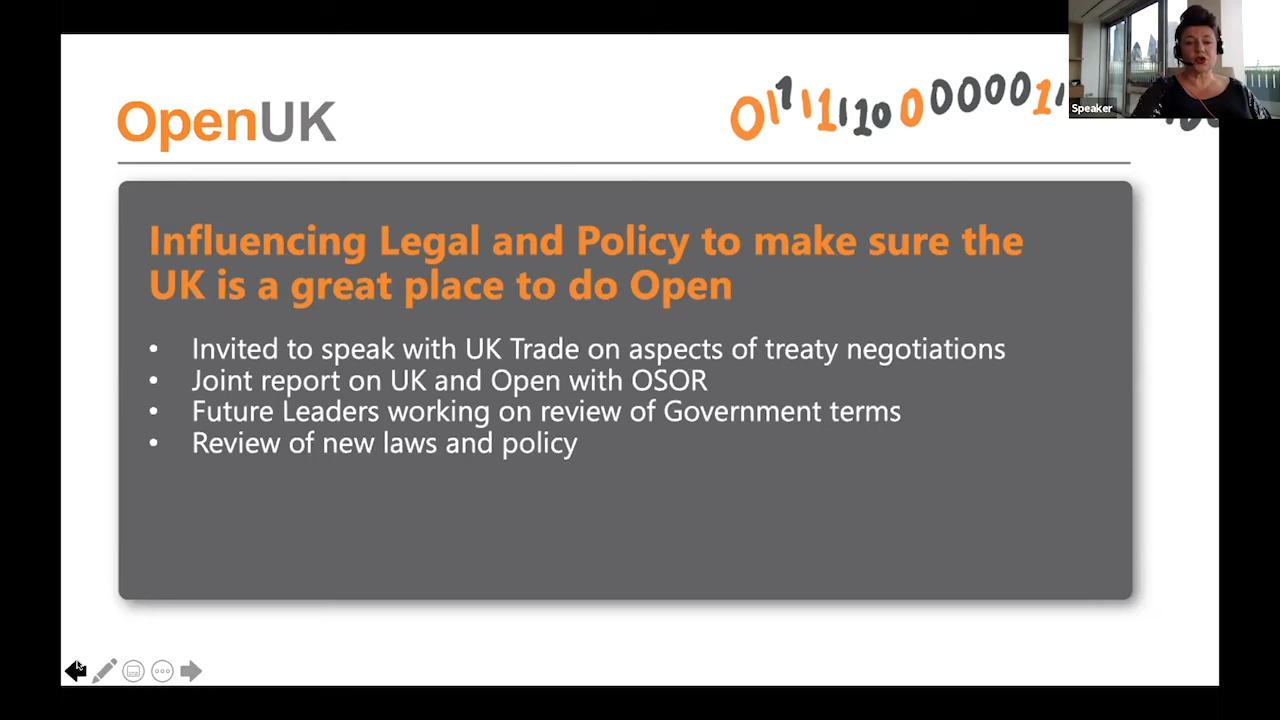 OpenUK
Speaker
Influencing Legal and Policy to make sure the
UK is a great place to do Open
• Invited to speak with UK Trade on aspects of treaty negotiations
• Joint report on UK and Open with OSOR
• Future Leaders working on review of Government terms
• Review of new laws and policy